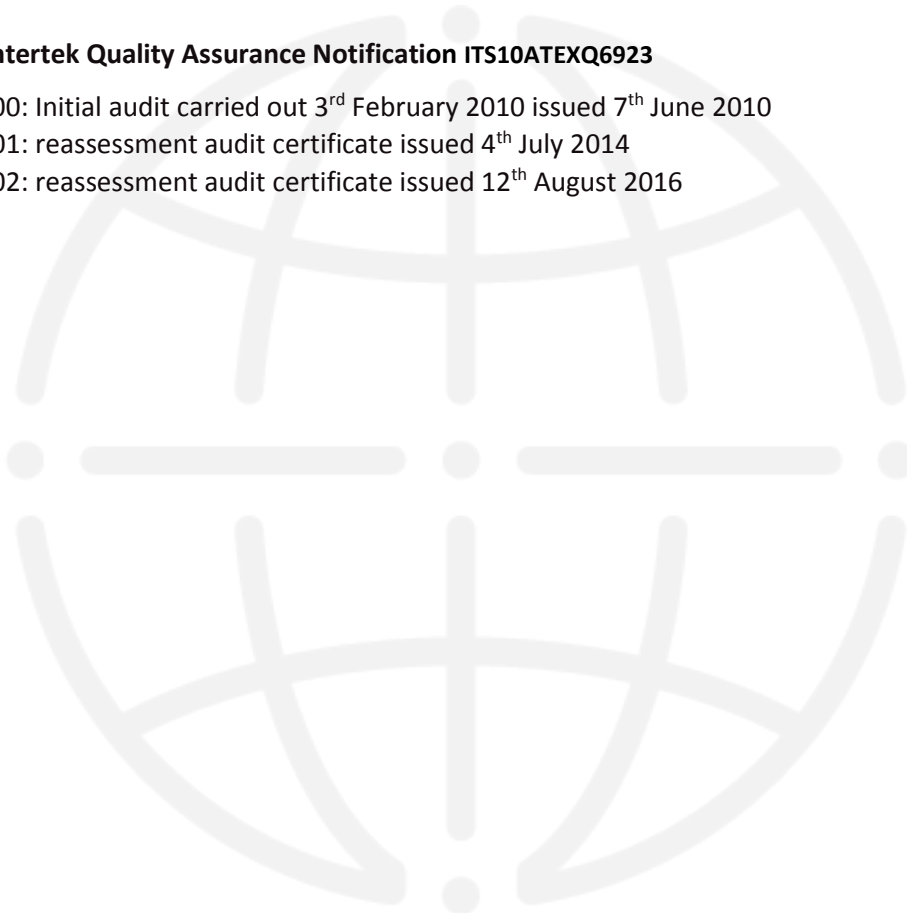 ntertek Quality Assurance Notification ITS10ATEXQ6923
00: Initial audit carried out 3rd February 2010 issued 7th June 2010
01: reassessment audit certificate issued 4th July 2014
02: reassessment audit certificate issued 12th August 2016